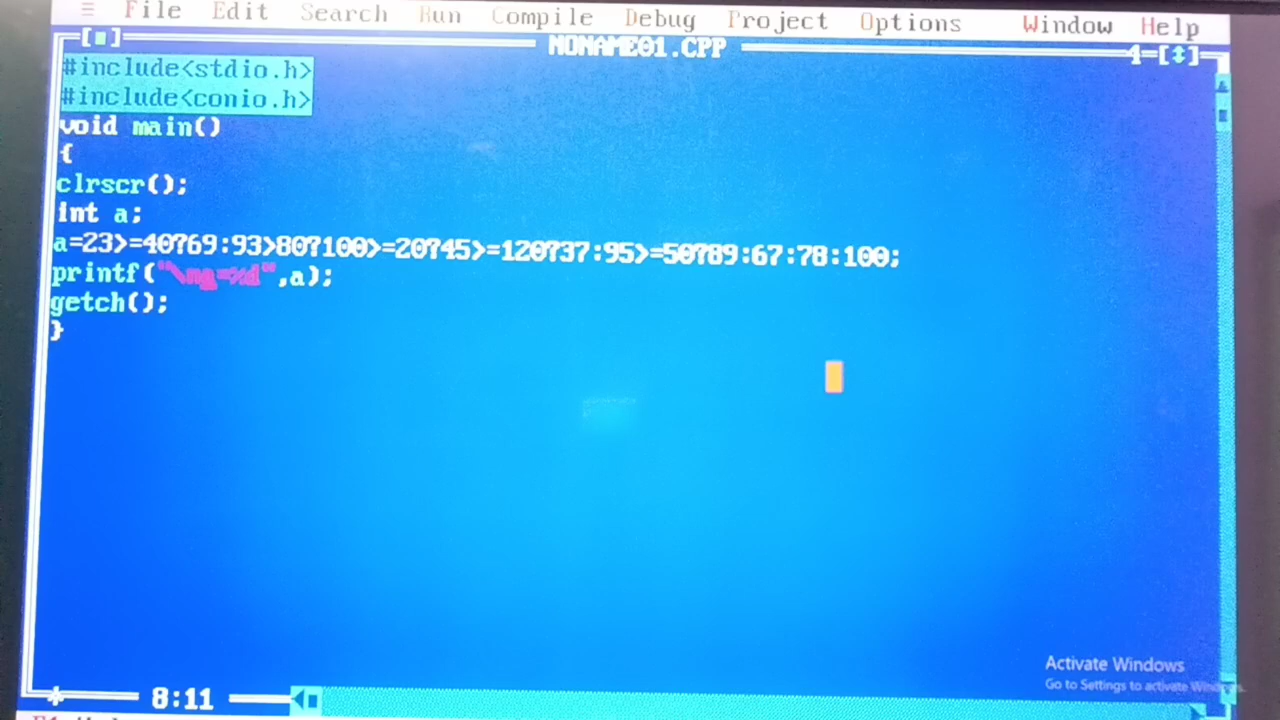 ≡ File Edit Search Run Compile Debug Project Options Window Help
[■] NONAME01.CPP 4=[↕]
#include<stdio.h>
#include<conio.h>
void main()
{
clrscr();
int a;
a=23>=40?69:93>80?100>=20?45>=120?37:95>=50?89:67:78:100;
printf("\na=%d",a);
getch();
}
Activate Windows
Go to Settings to activate Windows.
* 8:11